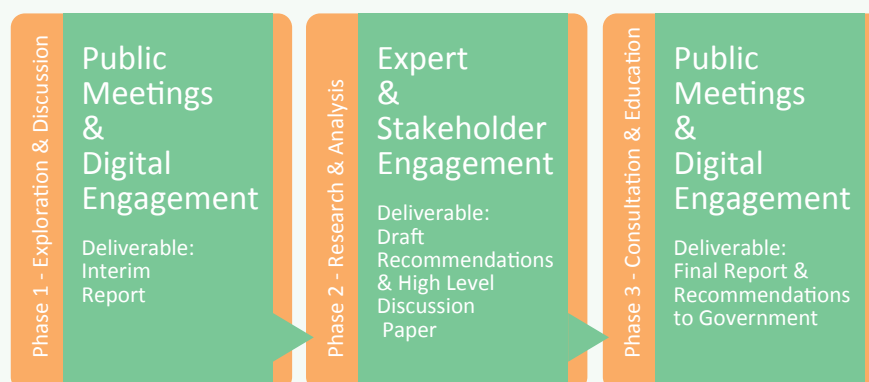 Phase 1 - Exploration & Discussion
Public
Meetings
&
Digital
Engagement
Deliverable:
Interim
Report
Phase 2 - Research & Analysis
Expert
&
Stakeholder
Engagement
Deliverable:
Draft
Recommendations
& High Level
Discussion
Paper
Phase 3 - Consultation & Education
Public
Meetings
&
Digital
Engagement
Deliverable:
Final Report &
Recommendations
to Government